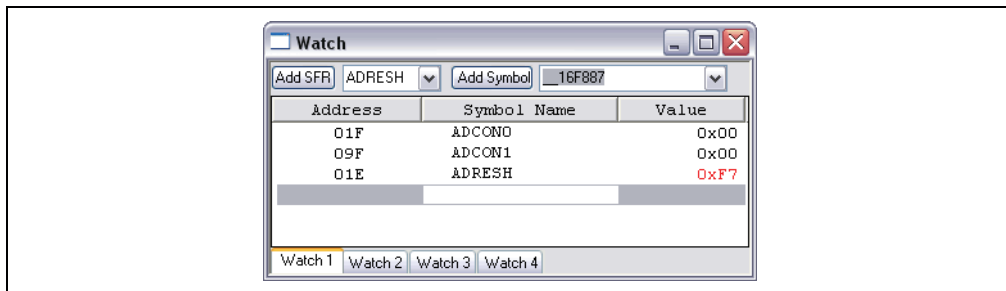 Watch
Add SFR ADRESH Add Symbol __16F887
Address Symbol Name Value
01F ADCON0 0x00
09F ADCON1 0x00
01E ADRESH 0xF7
Watch 1 Watch 2 Watch 3 Watch 4